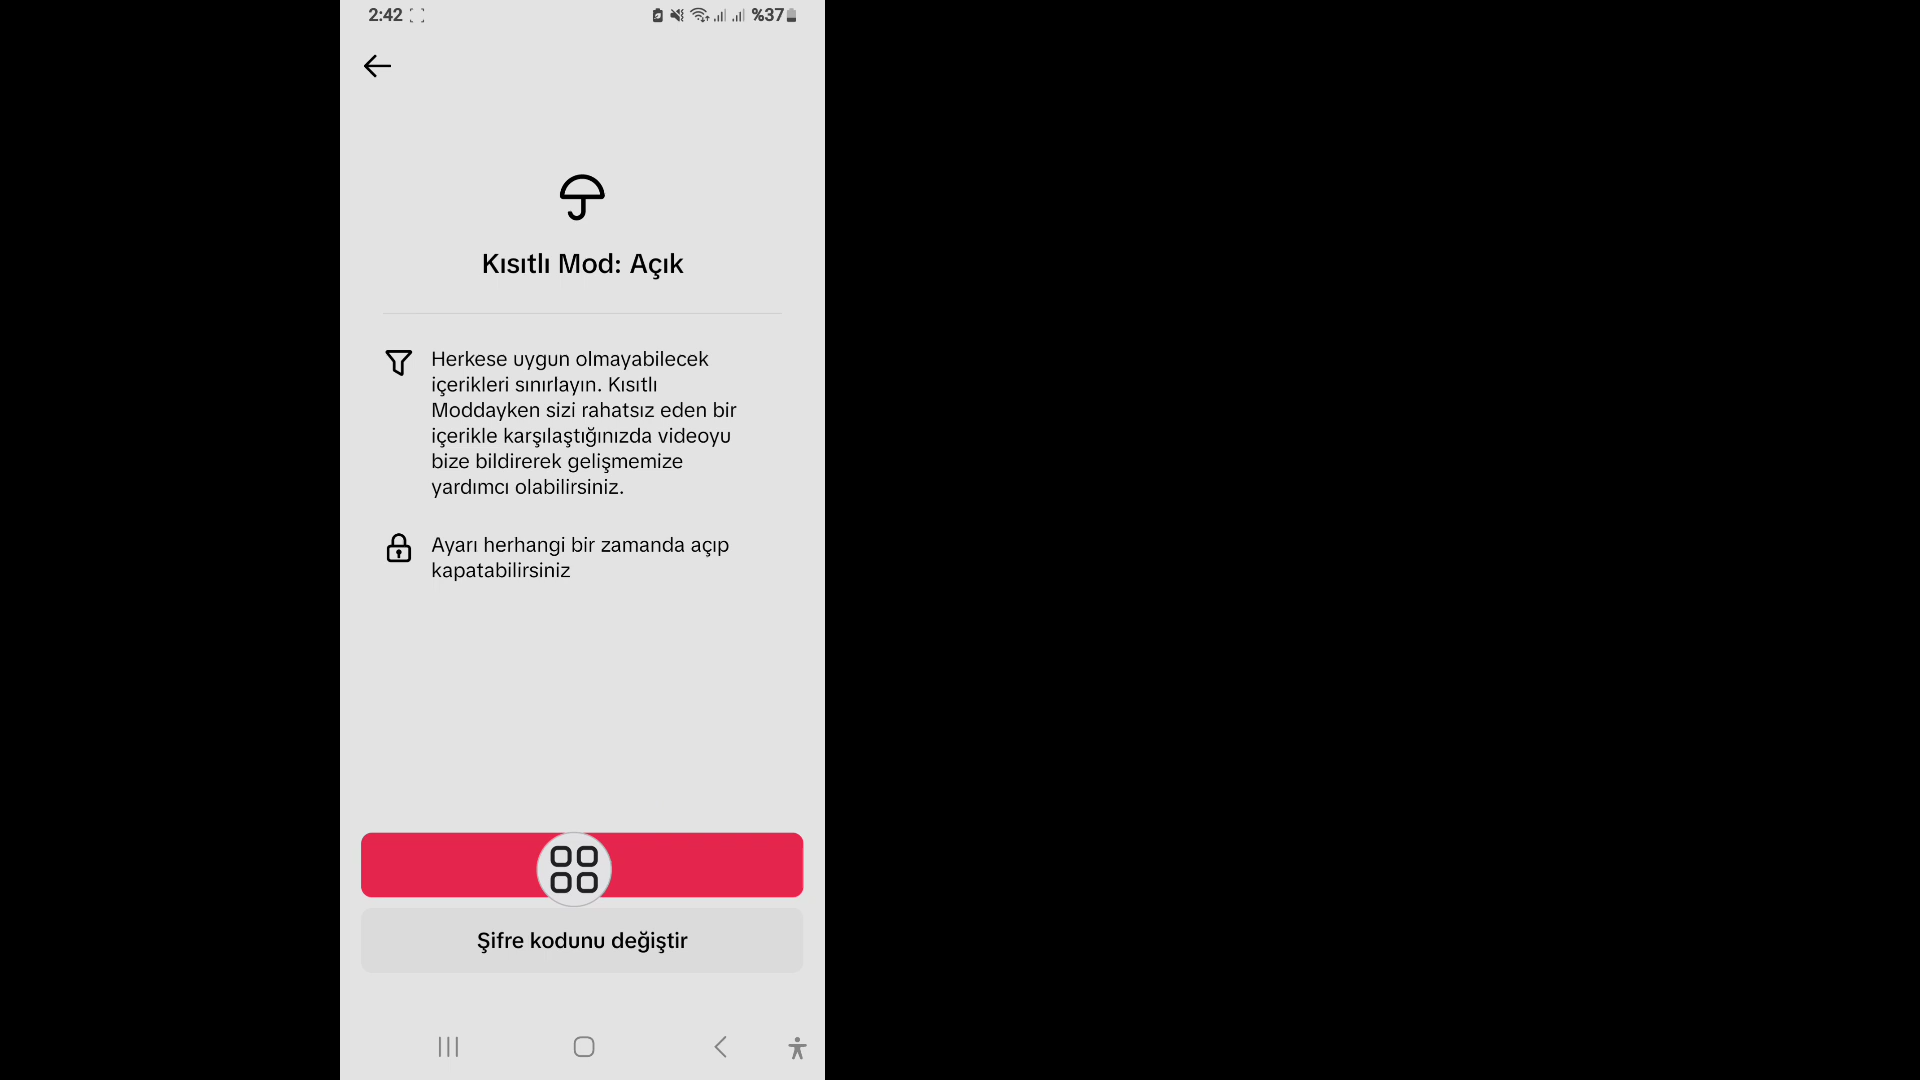 2:42 %37
Kısıtlı Mod: Açık
Herkese uygun olmayabilecek
içerikleri sınırlayın. Kısıtlı
Moddayken sizi rahatsız eden bir
içerikle karşılaştığınızda videoyu
bize bildirerek gelişmemize
yardımcı olabilirsiniz.
Ayarı herhangi bir zamanda açıp
kapatabilirsiniz
Şifre kodunu değiştir